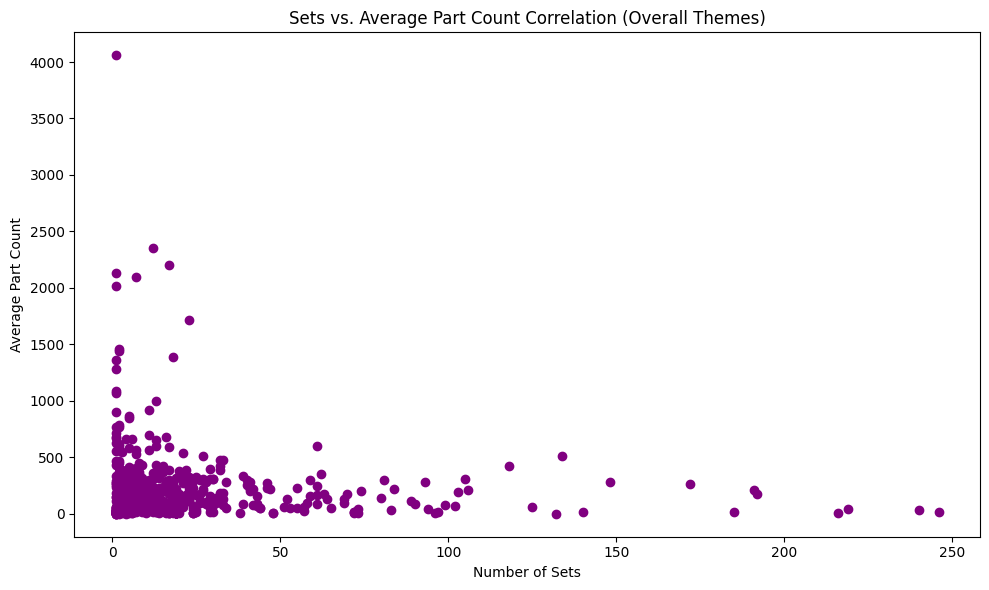 Sets vs. Average Part Count Correlation (Overall Themes)
4000
3500
3000
2500
2000
1500
1000
500
0
Average Part Count
0 50 100 150 200 250
Number of Sets